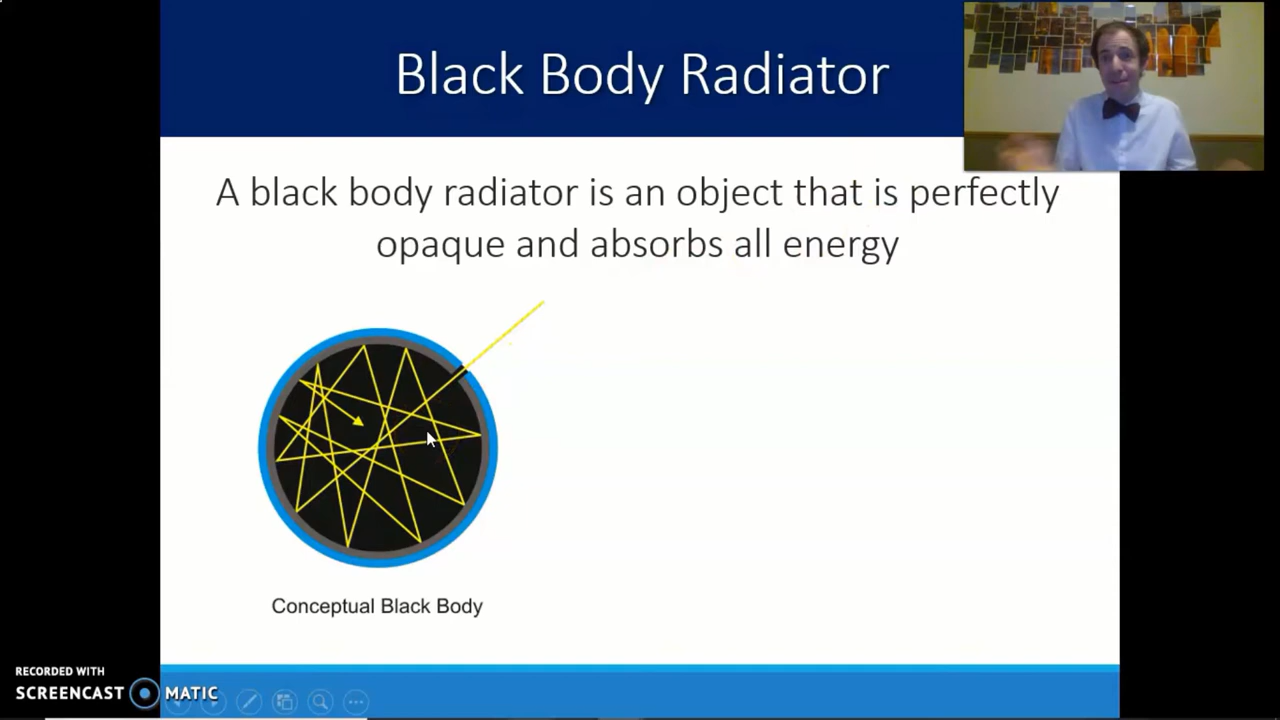 Black Body Radiator
A black body radiator is an object that is perfectly
opaque and absorbs all energy
Conceptual Black Body
RECORDED WITH
SCREENCAST MATIC